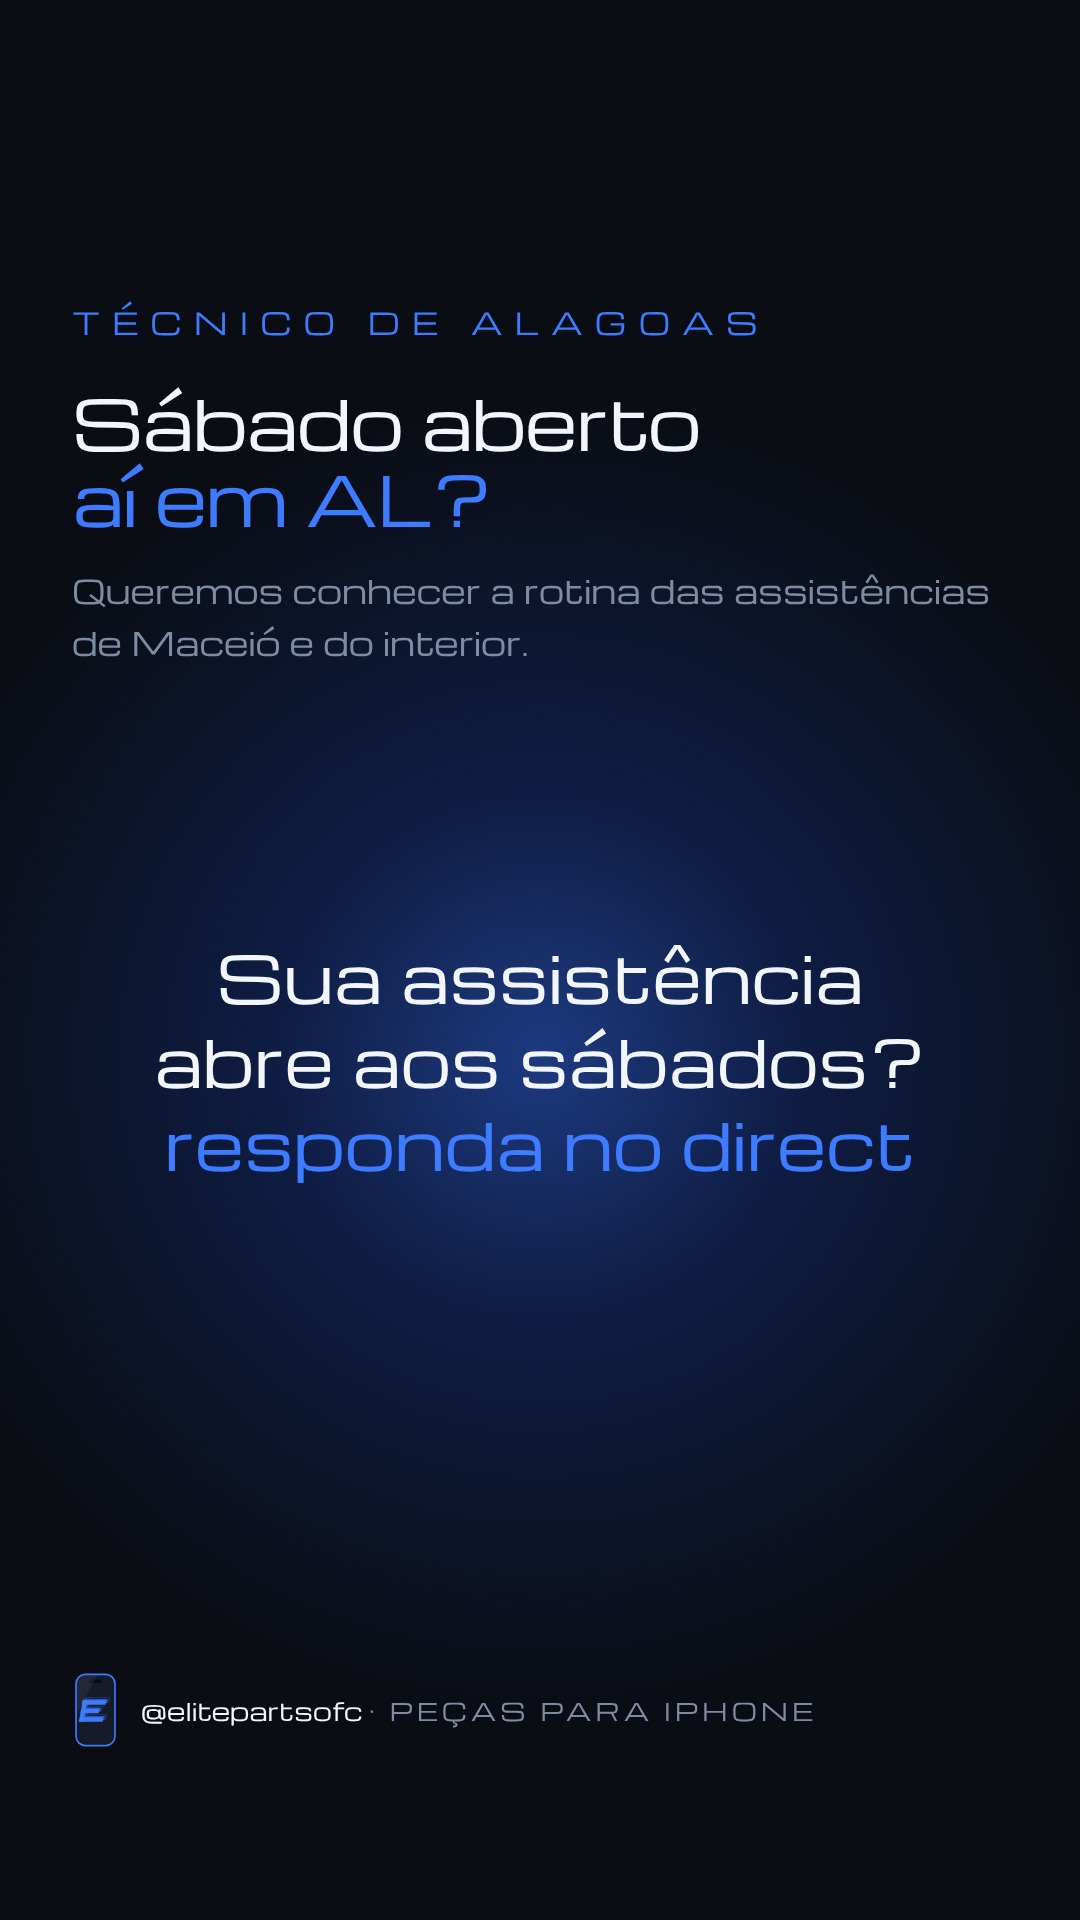 TÉCNICO DE ALAGOAS
Sábado aberto
aí em AL?
Queremos conhecer a rotina das assistências
de Maceió e do interior.
Sua assistência
abre aos sábados?
responda no direct
E @elitepartsofc · PEÇAS PARA IPHONE